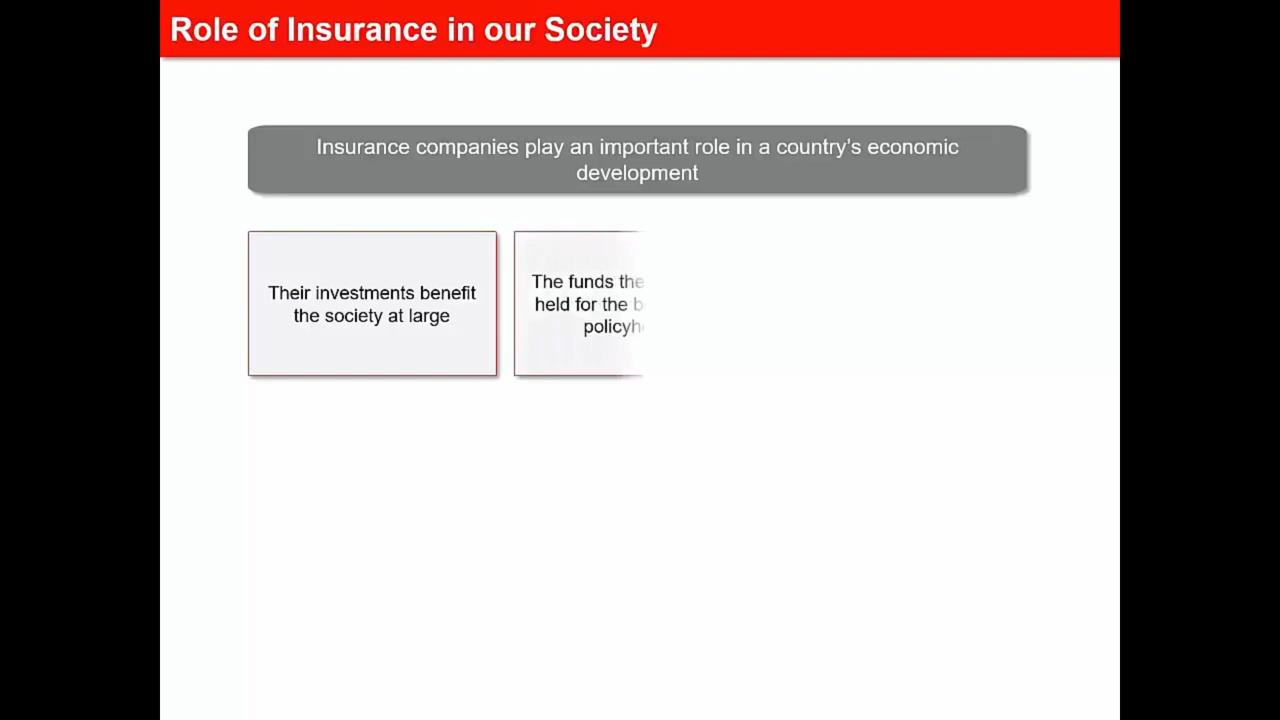 Role of Insurance in our Society
Insurance companies play an important role in a country's economic
development
Their investments benefit
the society at large
The funds
held for the